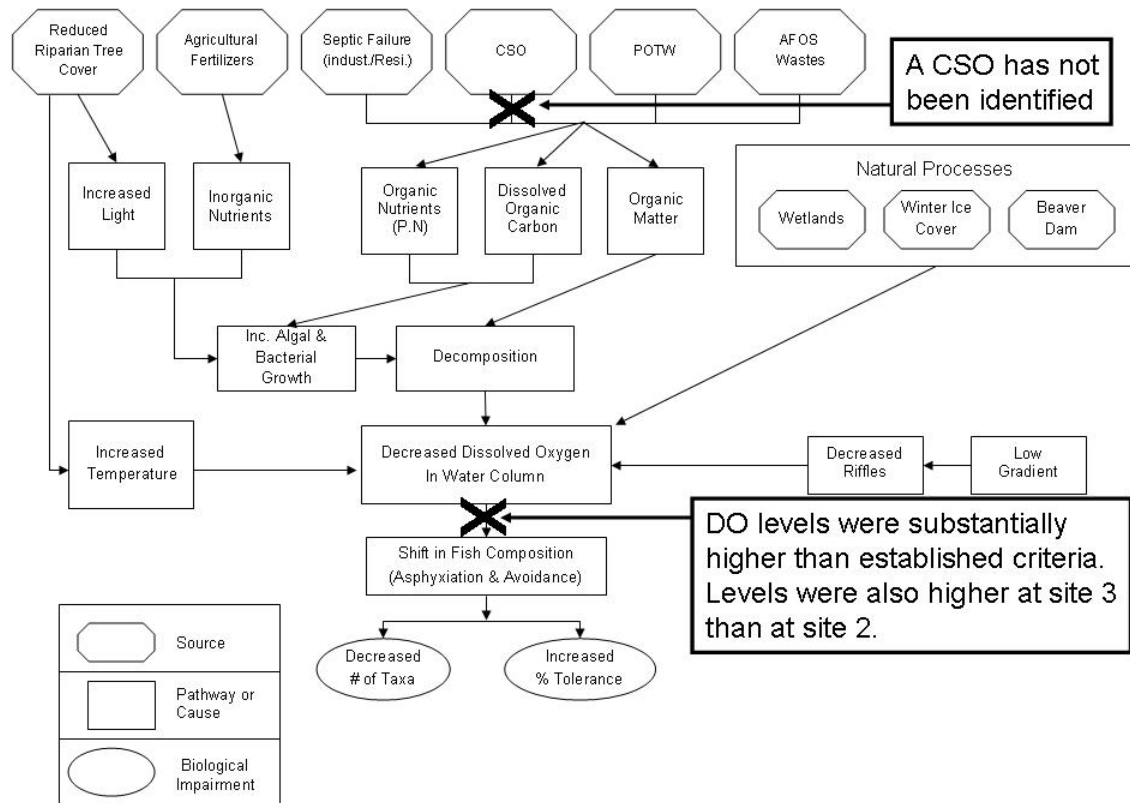 Reduced
Riparian Tree
Cover
Agricultural
Fertilizers
Septic Failure
(indust./Resi.)
CSO
POTW
AFOS
Wastes
A CSO has not
been identified
Increased
Light
Inorganic
Nutrients
Organic
Nutrients
(P.N)
Dissolved
Organic
Carbon
Organic
Matter
Natural Processes
Wetlands
Winter Ice
Cover
Beaver
Dam
Inc. Algal &
Bacterial
Growth
Decomposition
Increased
Temperature
Decreased Dissolved Oxygen
In Water Column
Decreased
Riffles
Low
Gradient
DO levels were substantially
higher than established criteria.
Levels were also higher at site 3
than at site 2.
Shift in Fish Composition
(Asphyxiation & Avoidance)
Decreased
# of Taxa
Increased
% Tolerance
Source
Pathway or
Cause
Biological
Impairment